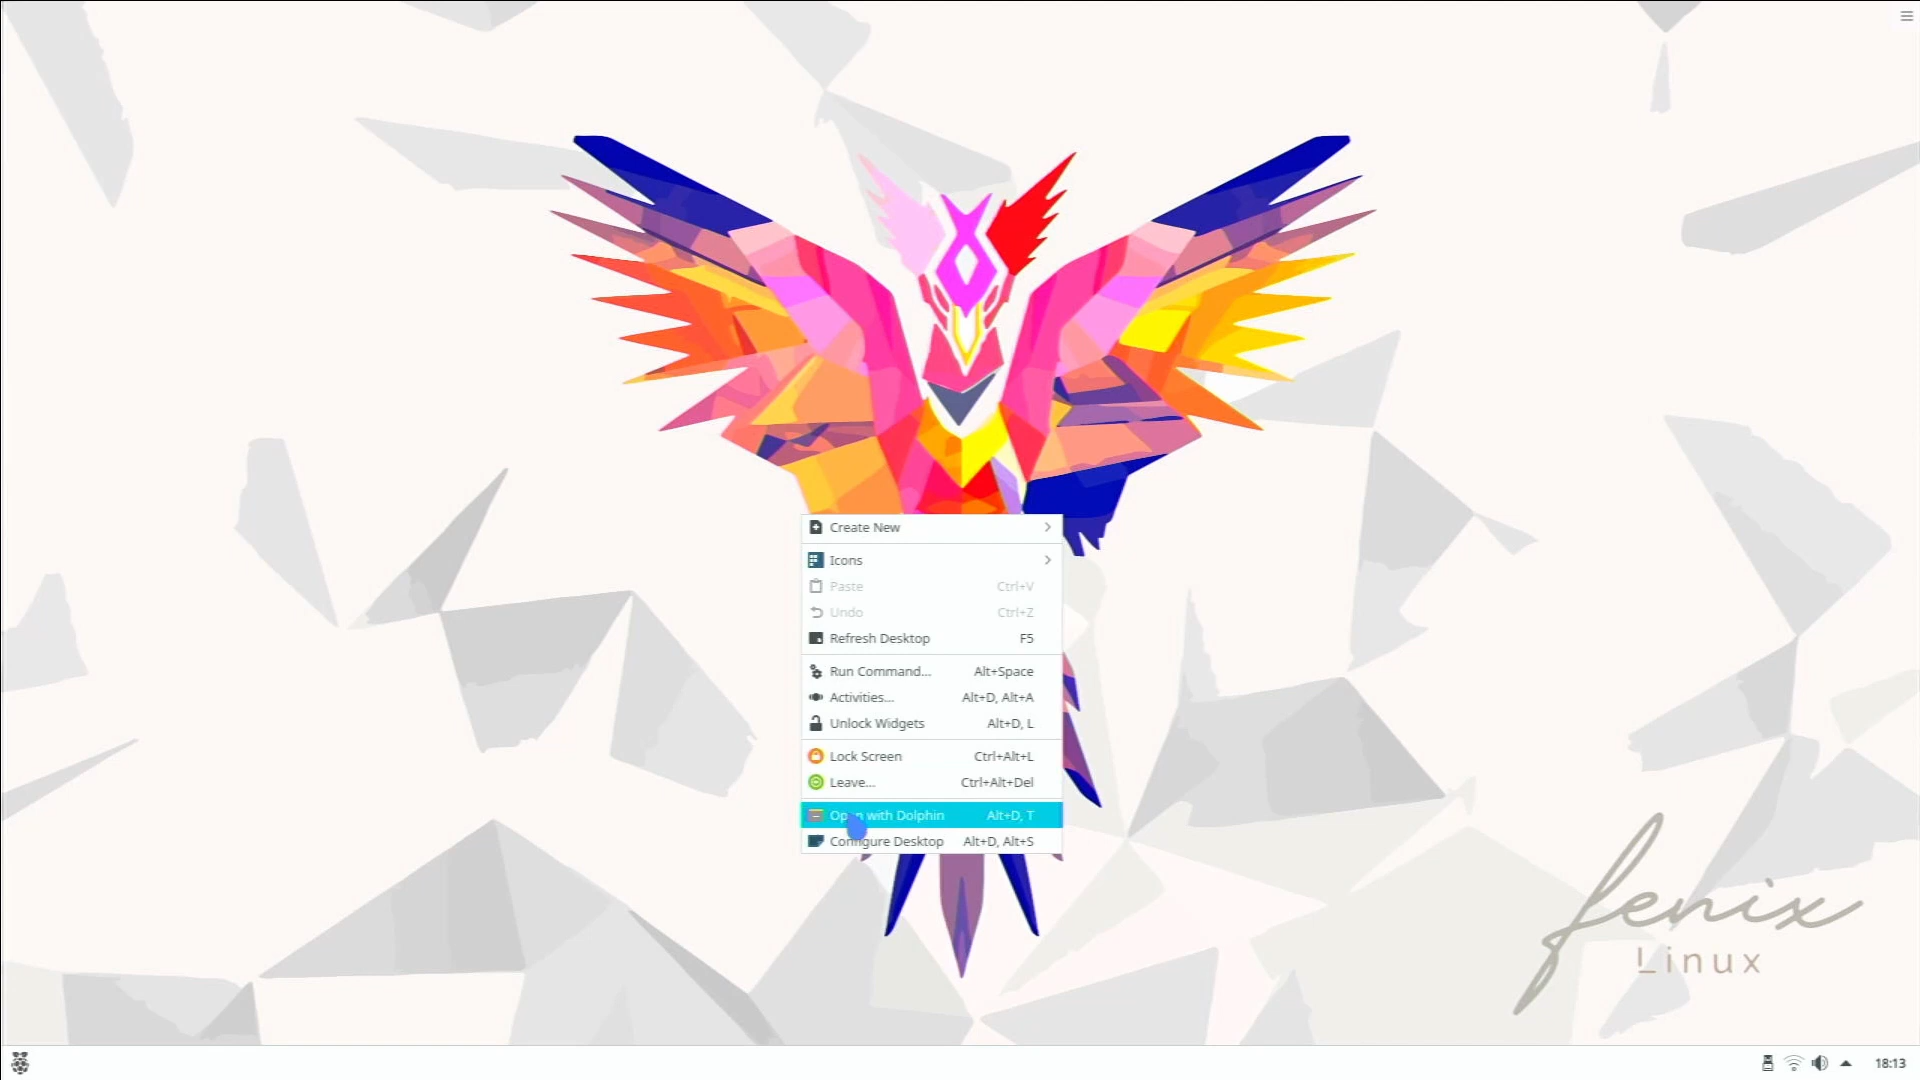 Create New
Icons
Paste Ctrl+V
Undo Ctrl+Z
Refresh Desktop F5
Run Command... Alt+Space
Activities... Alt+D, Alt+A
Unlock Widgets Alt+D, L
Lock Screen Ctrl+Alt+L
Leave... Ctrl+Alt+Del
Open with Dolphin Alt+D, T
Configure Desktop Alt+D, Alt+S
fenix
Linux
18:13